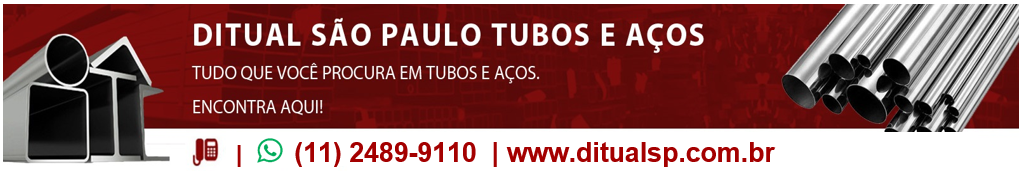 DITUAL SÃO PAULO TUBOS E AÇOS
TUDO QUE VOCÊ PROCURA EM TUBOS E AÇOS.
ENCONTRA AQUI!
| (11) 2489-9110 | www.ditualsp.com.br